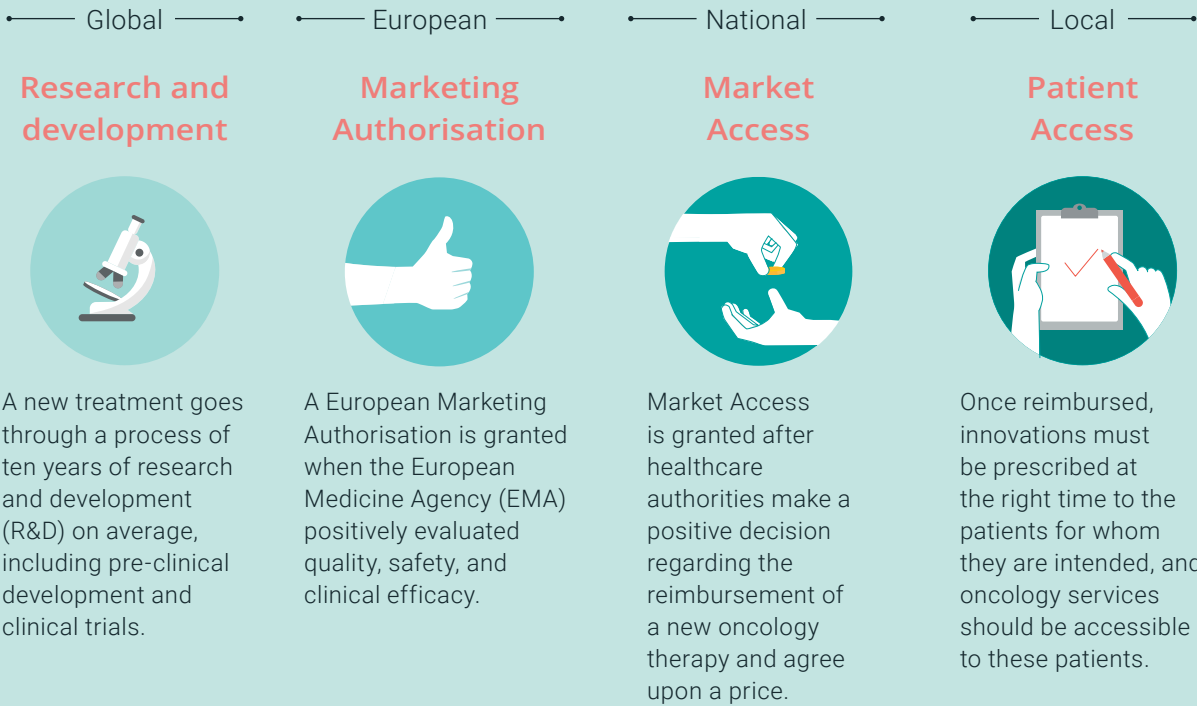 Global
Research and
development
A new treatment goes
through a process of
ten years of research
and development
(R&D) on average,
including pre-clinical
development and
clinical trials.
European
Marketing
Authorisation
A European Marketing
Authorisation is granted
when the European
Medicine Agency (EMA)
positively evaluated
quality, safety, and
clinical efficacy.
National
Market
Access
Market Access
is granted after
healthcare
authorities make a
positive decision
regarding the
reimbursement of
a new oncology
therapy and agree
upon a price.
Local
Patient
Access
Once reimbursed,
innovations must
be prescribed at
the right time to the
patients for whom
they are intended, and
oncology services
should be accessible
to these patients.